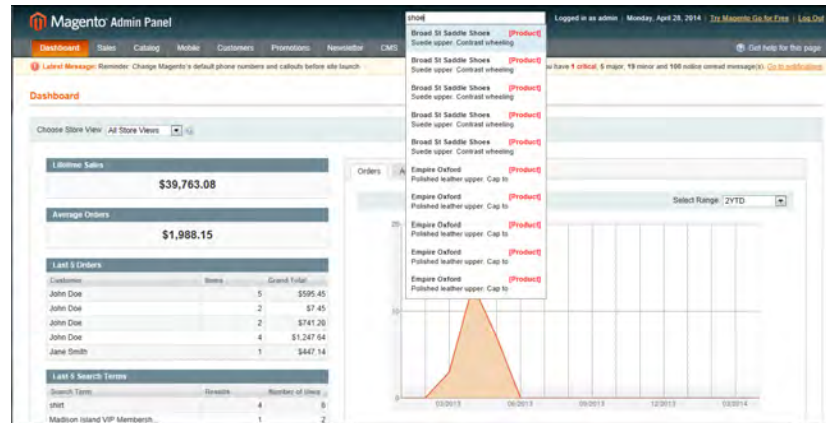 Magento Admin Panel
shoe
Logged in as admin | Monday, April 28, 2014 | Try Magento Go for Free | Log Out
Dashboard Sales Catalog Mobile Customers Promotions Newsletter CMS
Get help for this page
Latest Message: Reminder: Change Magento's default phone numbers and callouts before site launch
ou have 1 critical, 5 major, 19 minor and 106 notice unread message(s). Go to notifications
Broad St Saddle Shoes [Product]
Suede upper. Contrast wheeling
Broad St Saddle Shoes [Product]
Suede upper. Contrast wheeling
Broad St Saddle Shoes [Product]
Suede upper. Contrast wheeling
Broad St Saddle Shoes [Product]
Suede upper. Contrast wheeling
Broad St Saddle Shoes [Product]
Suede upper. Contrast wheeling
Empire Oxford [Product]
Polished leather upper. Cap to
Empire Oxford [Product]
Polished leather upper. Cap to
Empire Oxford [Product]
Polished leather upper. Cap to
Empire Oxford [Product]
Polished leather upper. Cap to
Empire Oxford [Product]
Polished leather upper. Cap to
Dashboard
Choose Store View: All Store Views
Lifetime Sales
$39,763.08
Average Orders
$1,988.15
Last 5 Orders
Customer Items Grand Total
John Doe 5 $595.45
John Doe 2 $7.45
John Doe 2 $741.20
John Doe 4 $1,247.64
Jane Smith 1 $447.14
Last 5 Search Terms
Search Term Results Number of Uses
shirt 4 8
Madison Island VIP Membersh... 1 2
Orders A
Select Range: 2YTD
20
10
0
03/2013 06/2013 09/2013 12/2013 03/2014